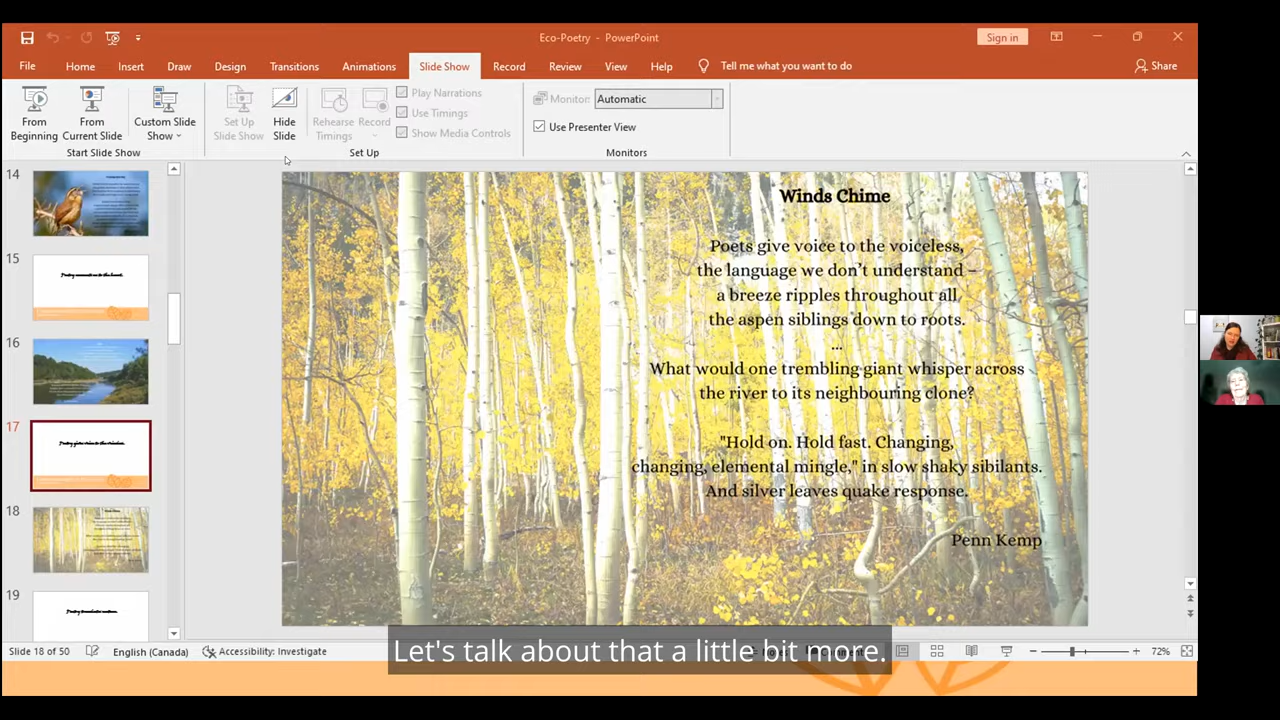 Eco-Poetry - PowerPoint
Sign in
File Home Insert Draw Design Transitions Animations Slide Show Record Review View Help Tell me what you want to do Share
From Beginning
From Current Slide
Custom Slide Show
Set Up Slide Show
Hide Slide
Rehearse Timings
Record
Play Narrations
Use Timings
Show Media Controls
Monitor: Automatic
Use Presenter View
Start Slide Show Set Up Monitors
14
15
16
17
18
19
Winds Chime
Poets give voice to the voiceless,
the language we don't understand –
a breeze ripples throughout all
the aspen siblings down to roots.
...
What would one trembling giant whisper across
the river to its neighbouring clone?
"Hold on. Hold fast. Changing,
changing, elemental mingle," in slow shaky sibilants.
And silver leaves quake response.
Penn Kemp
Slide 18 of 50 English (Canada) Accessibility: Investigate 72%
Let's talk about that a little bit more.